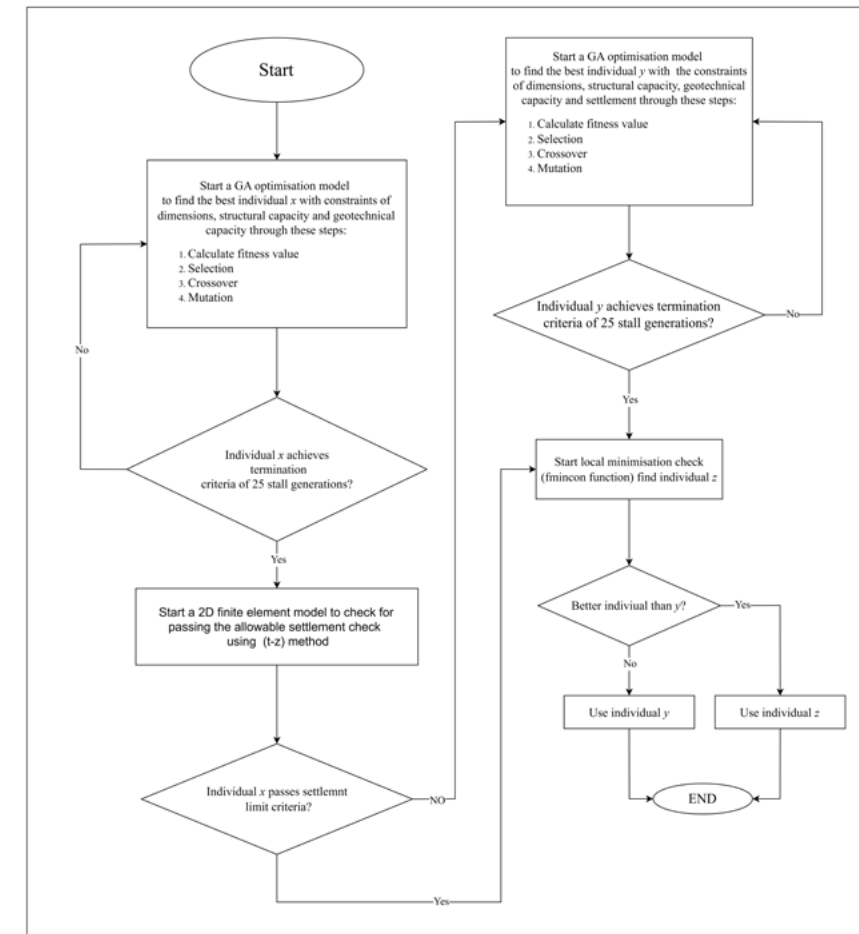 Start
Start a GA optimisation model
to find the best individual x with constraints of
dimensions, structural capacity and geotechnical
capacity through these steps:
1. Calculate fitness value
2. Selection
3. Crossover
4. Mutation
No
Individual x achieves
termination
criteria of 25 stall generations?
Yes
Start a 2D finite element model to check for
passing the allowable settlement check
using (t-z) method
Individual x passes settlemnt
limit criteria?
NO
Yes
Start a GA optimisation model
to find the best individual y with the constraints
of dimensions, structural capacity, geotechnical
capacity and settlement through these steps:
1. Calculate fitness value
2. Selection
3. Crossover
4. Mutation
Individual y achieves termination
criteria of 25 stall generations?
No
Yes
Start local minimisation check
(fmincon function) find individual z
Better indiviual than y?
Yes
No
Use individual y
Use individual z
END